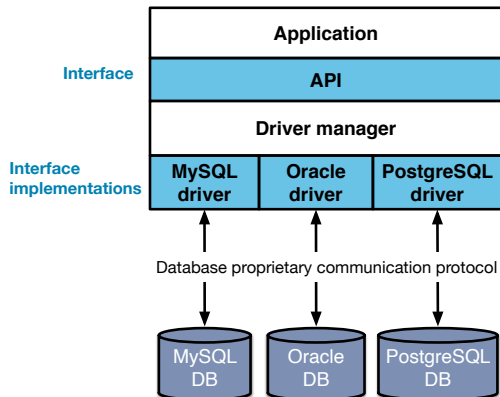 Application
Interface
API
Driver manager
Interface
implementations
MySQL
driver
Oracle
driver
PostgreSQL
driver
Database proprietary communication protocol
MySQL
DB
Oracle
DB
PostgreSQL
DB